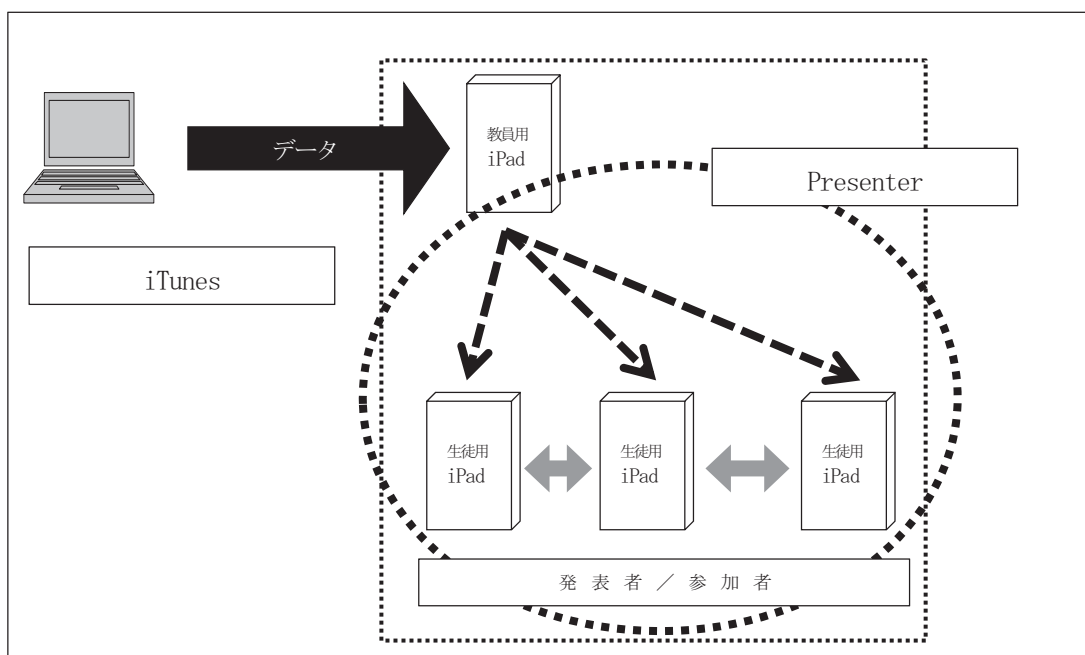 データ
教員用
iPad
Presenter
iTunes
生徒用
iPad
生徒用
iPad
生徒用
iPad
発 表 者 ／ 参 加 者